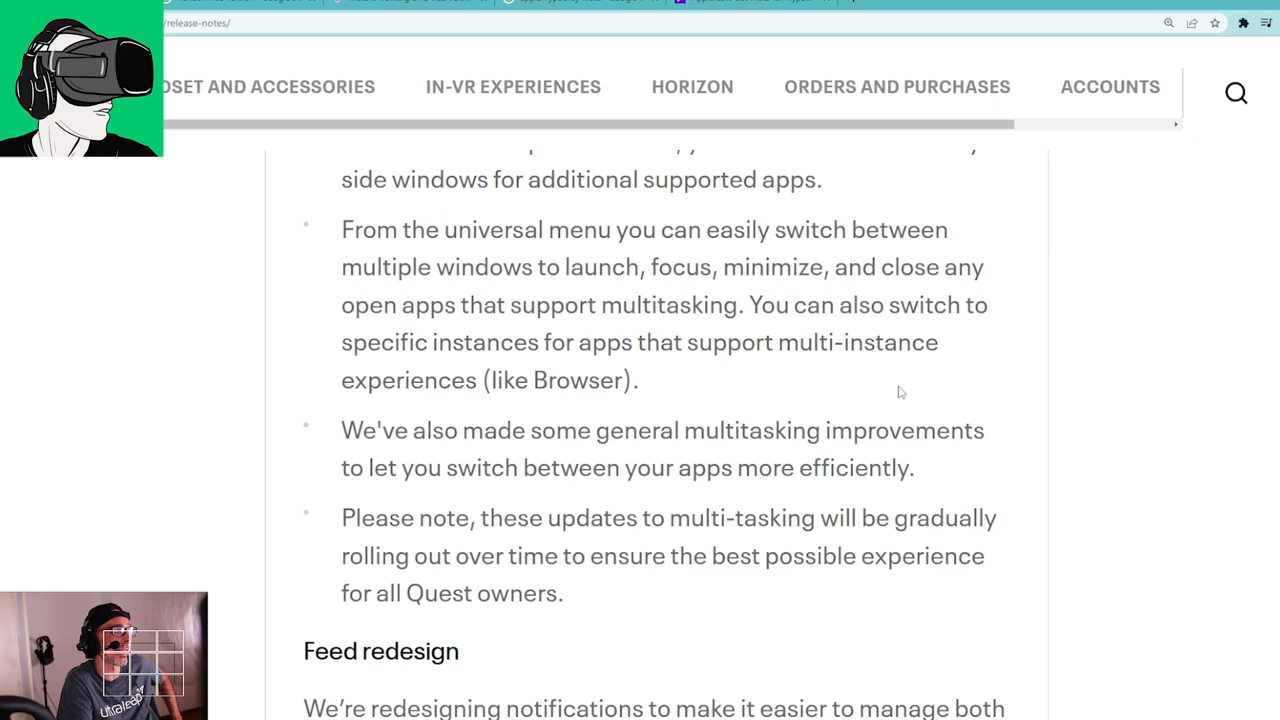 /release-notes/
DSET AND ACCESSORIES
IN-VR EXPERIENCES
HORIZON
ORDERS AND PURCHASES
ACCOUNTS
side windows for additional supported apps.
From the universal menu you can easily switch between
multiple windows to launch, focus, minimize, and close any
open apps that support multitasking. You can also switch to
specific instances for apps that support multi-instance
experiences (like Browser).
We've also made some general multitasking improvements
to let you switch between your apps more efficiently.
Please note, these updates to multi-tasking will be gradually
rolling out over time to ensure the best possible experience
for all Quest owners.
Feed redesign
We're redesigning notifications to make it easier to manage both
ultraleap